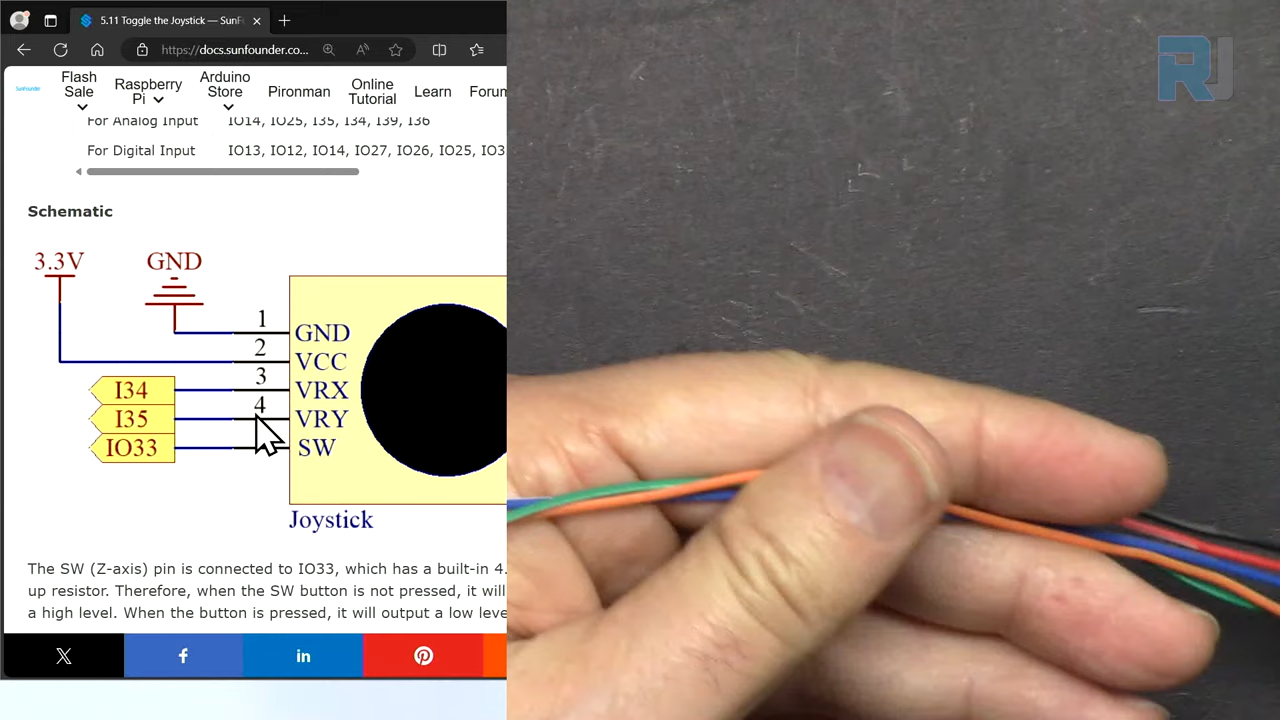 5.11 Toggle the Joystick — SunF
https://docs.sunfounder.co...
SunFounder
Flash Sale
Raspberry Pi
Arduino Store
Pironman
Online Tutorial
Learn
Forum
For Analog Input IO14, IO25, I35, I34, I39, I36
For Digital Input IO13, IO12, IO14, IO27, IO26, IO25, IO3
Schematic
3.3V GND
1 GND
2 VCC
I34 3 VRX
I35 4 VRY
IO33 SW
Joystick
The SW (Z-axis) pin is connected to IO33, which has a built-in 4.
up resistor. Therefore, when the SW button is not pressed, it will
a high level. When the button is pressed, it will output a low leve
RJ